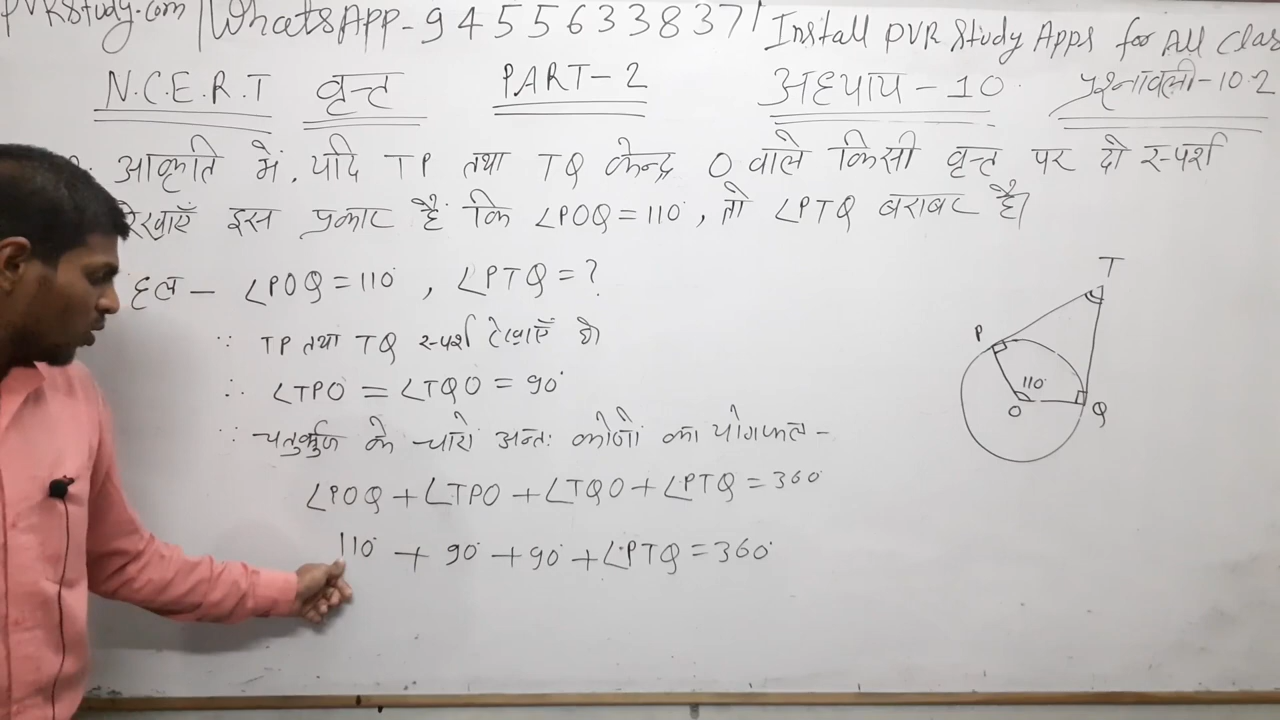 PVRStudy.com | WhatsApp-9455633837 | Install PVR Study Apps for All Clas
N.C.E.R.T वृत्त PART-2 अध्याय-10 प्रश्नावली-10.2
आकृति में, यदि TP तथा TQ केन्द्र O वाले किसी वृत्त पर दो स्पर्श
रेखाएँ इस प्रकार हैं कि ∠POQ=110°, तो ∠PTQ बराबर है।
हल- ∠POQ=110°, ∠PTQ=?
∵ TP तथा TQ स्पर्श रेखाएँ हैं।
∴ ∠TPO = ∠TQO = 90°
∵ चतुर्भुज के चारों अन्तः कोणों का योगफल-
∠POQ + ∠TPO + ∠TQO + ∠PTQ = 360°
110° + 90° + 90° + ∠PTQ = 360°
T
P
110°
O
Q